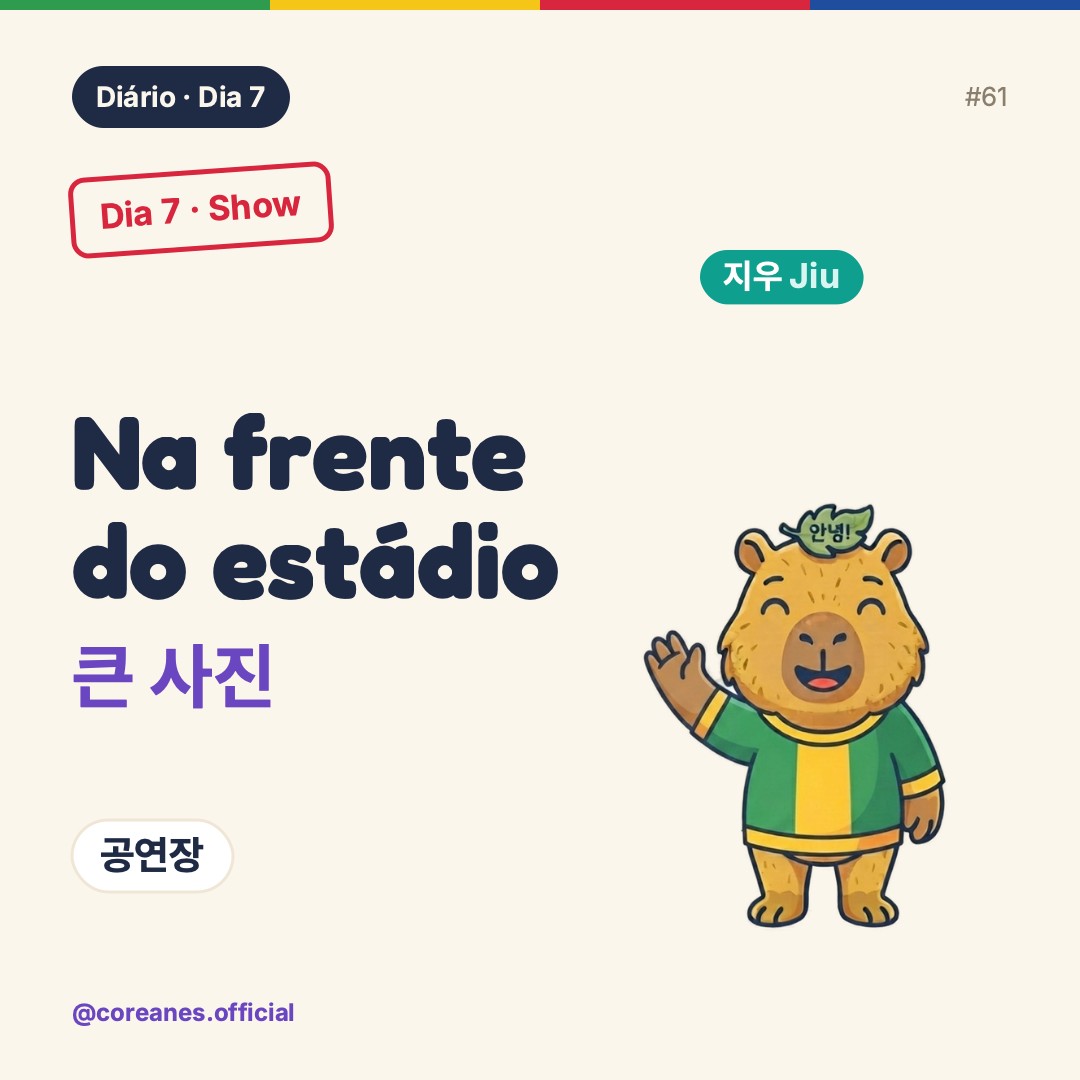 Diário · Dia 7
#61
Dia 7 · Show
지우 Jiu
Na frente
do estádio
큰 사진
안녕!
공연장
@coreanes.official